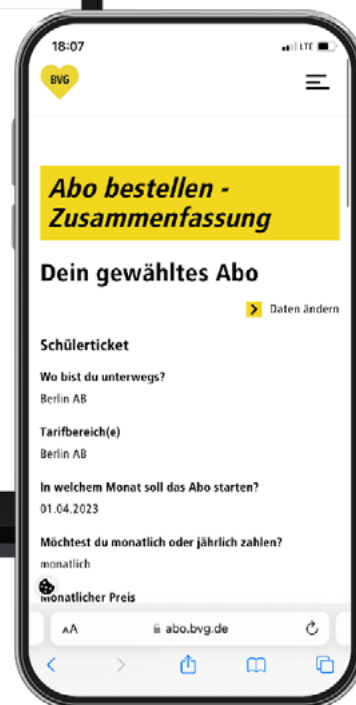 18:07
LTE
BVG
Abo bestellen -
Zusammenfassung
Dein gewähltes Abo
Daten ändern
Schülerticket
Wo bist du unterwegs?
Berlin AB
Tarifbereich(e)
Berlin AB
In welchem Monat soll das Abo starten?
01.04.2023
Möchtest du monatlich oder jährlich zahlen?
monatlich
Monatlicher Preis
AA abo.bvg.de